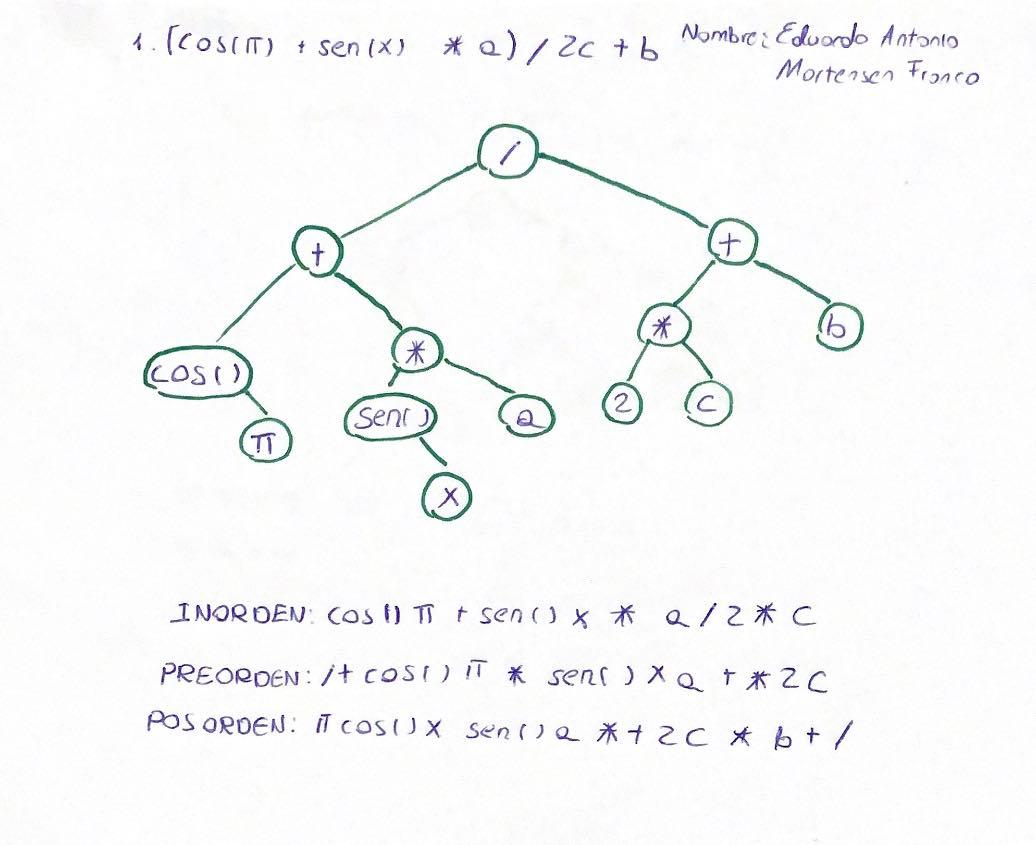 1. (cos(π) + sen(x) * a) / 2c + b
Nombre: Eduardo Antonio
Mortensen Franco
/
+
+
cos()
*
*
b
π
sen()
a
2
c
x
INORDEN: cos() π + sen() x * a / 2 * c
PREORDEN: / + cos() π * sen() x a + * 2 c
POSORDEN: π cos() x sen() a * + 2 c * b + /